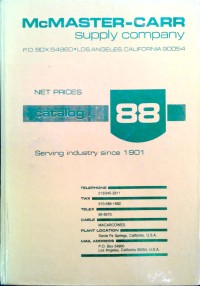 McMASTER-CARR
supply company
P.O. BOX 54960 • LOS ANGELES, CALIFORNIA 90054
NET PRICES
catalog
88
Serving industry since 1901
TELEPHONE
TWX
TELEX
CABLE
MACARCOWES
PLANT LOCATION
Santa Fe Springs, California, U.S.A.
MAIL ADDRESS
P.O. Box 54960
Los Angeles, California 90054, U.S.A.